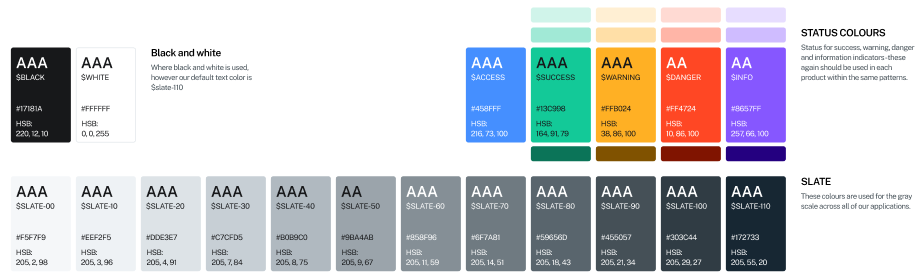 AAA
$BLACK
#17181A
HSB:
220, 12, 10
AAA
$WHITE
#FFFFFF
HSB:
0, 0, 255
Black and white
Where black and white is used,
however our default text color is
$slate-110
AAA
$ACCESS
#458FFF
HSB:
216, 73, 100
AAA
$SUCCESS
#13C998
HSB:
164, 91, 79
AAA
$WARNING
#FFB024
HSB:
38, 86, 100
AA
$DANGER
#FF4724
HSB:
10, 86, 100
AA
$INFO
#8657FF
HSB:
257, 66, 100
STATUS COLOURS
Status for success, warning, danger
and information indicators-these
again should be used in each
product within the same patterns.
AAA
$SLATE-00
#F5F7F9
HSB:
205, 2, 98
AAA
$SLATE-10
#EEF2F5
HSB:
205, 3, 96
AAA
$SLATE-20
#DDE3E7
HSB:
205, 4, 91
AAA
$SLATE-30
#C7CFD5
HSB:
205, 7, 84
AAA
$SLATE-40
#B0B9C0
HSB:
205, 8, 75
AA
$SLATE-50
#9BA4AB
HSB:
205, 9, 67
AAA
$SLATE-60
#858F96
HSB:
205, 11, 59
AAA
$SLATE-70
#6F7A81
HSB:
205, 14, 51
AAA
$SLATE-80
#59656D
HSB:
205, 18, 43
AAA
$SLATE-90
#455057
HSB:
205, 21, 34
AAA
$SLATE-100
#303C44
HSB:
205, 29, 27
AAA
$SLATE-110
#172733
HSB:
205, 55, 20
SLATE
These colours are used for the gray
scale across all of our applications.